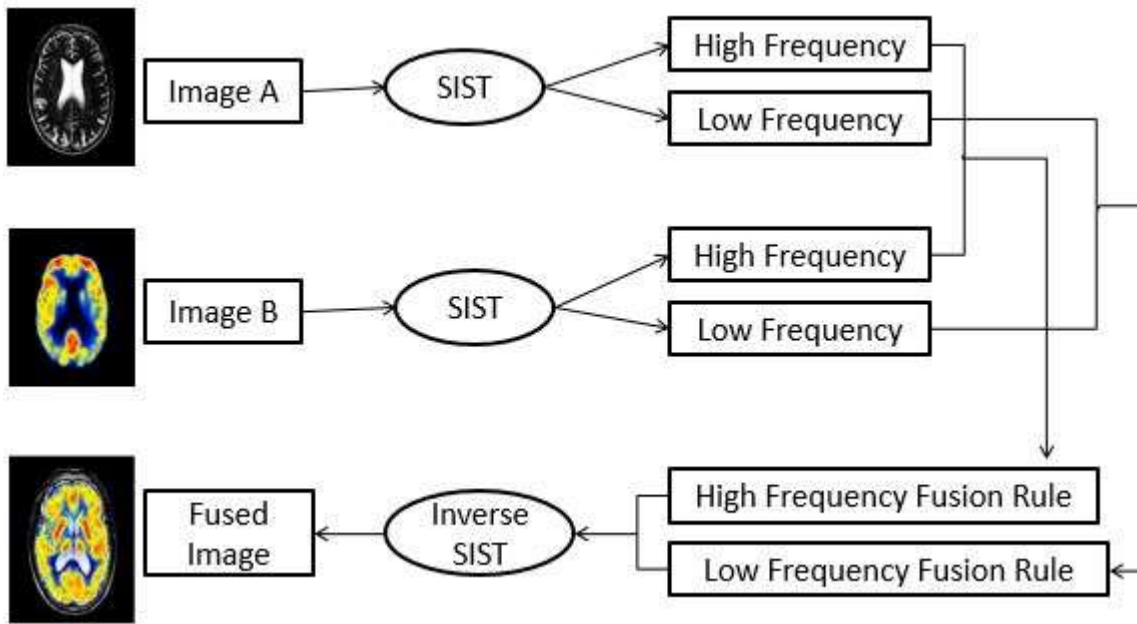 Image A
SIST
High Frequency
Low Frequency
Image B
SIST
High Frequency
Low Frequency
Fused
Image
Inverse
SIST
High Frequency Fusion Rule
Low Frequency Fusion Rule